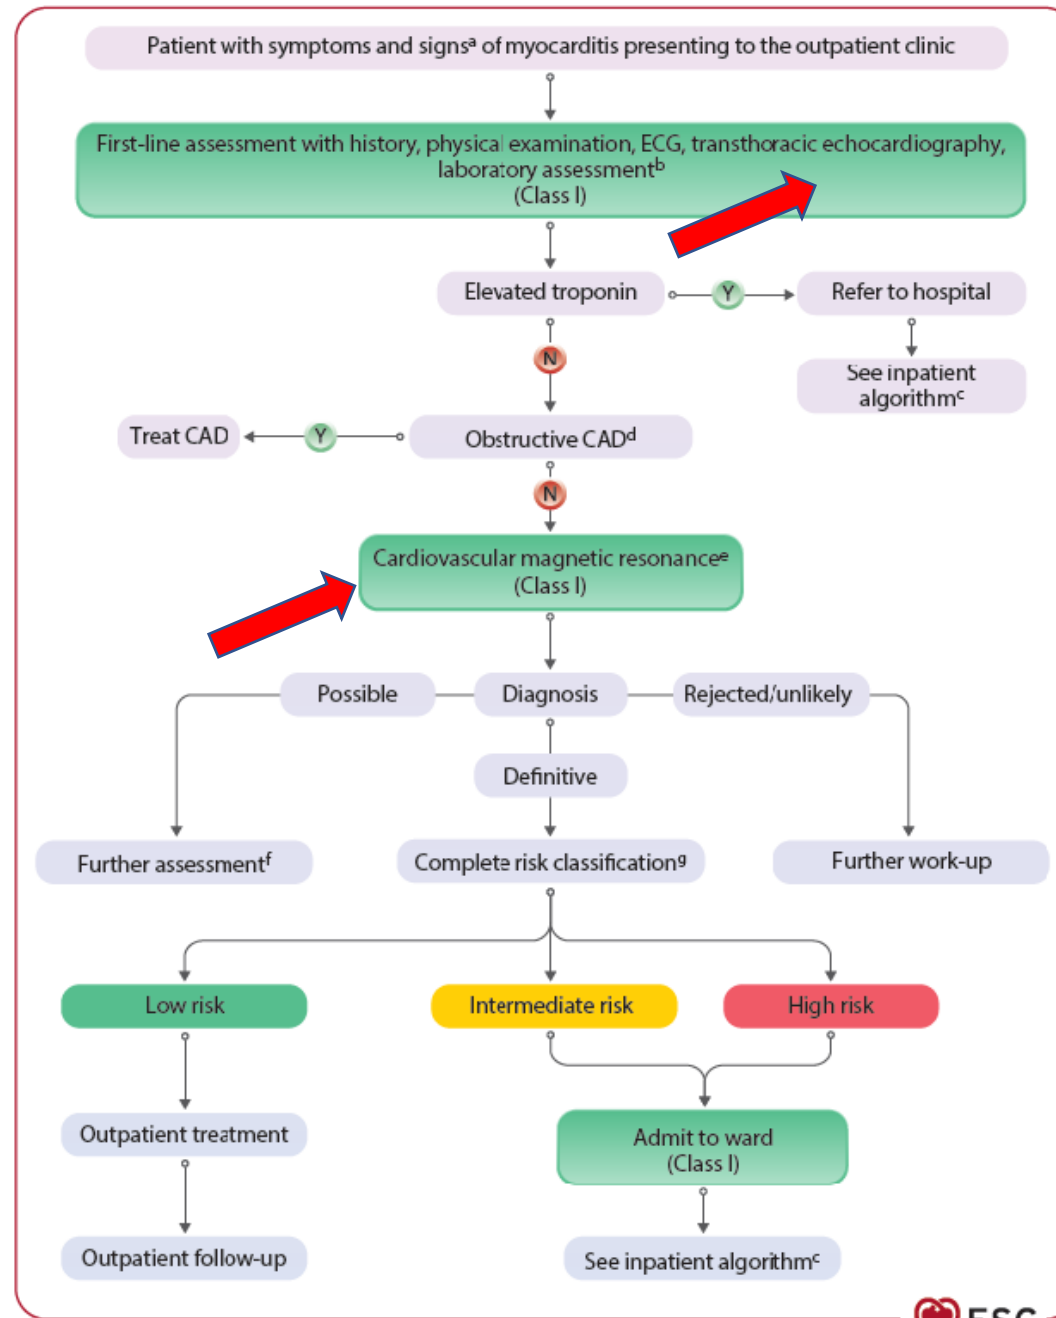 Patient with symptoms and signsᵃ of myocarditis presenting to the outpatient clinic
First-line assessment with history, physical examination, ECG, transthoracic echocardiography,
laboratory assessmentᵇ
(Class I)
Elevated troponin
Y
Refer to hospital
N
See inpatient
algorithmᶜ
Treat CAD
Y
Obstructive CADᵈ
N
Cardiovascular magnetic resonanceᵉ
(Class I)
Possible
Diagnosis
Rejected/unlikely
Definitive
Further assessmentᶠ
Complete risk classificationᵍ
Further work-up
Low risk
Intermediate risk
High risk
Outpatient treatment
Admit to ward
(Class I)
Outpatient follow-up
See inpatient algorithmᶜ
ESC